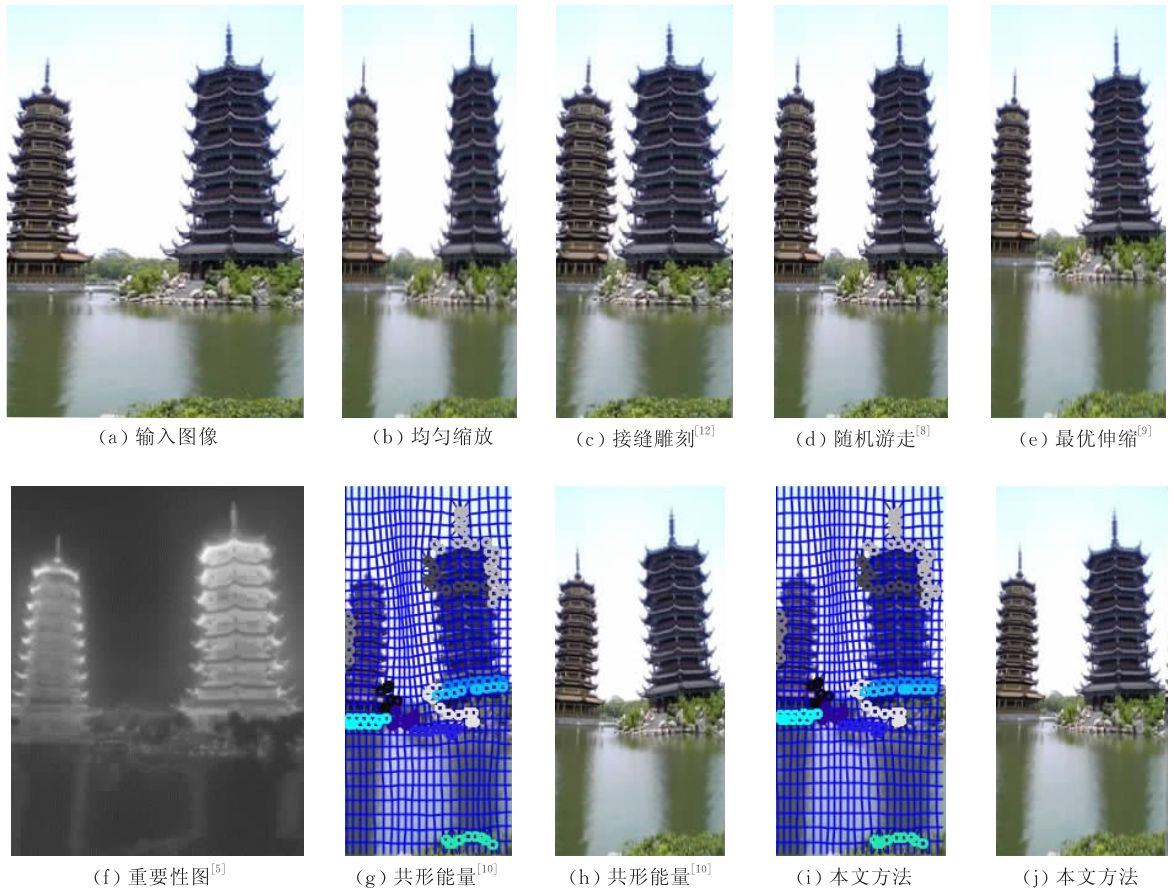 (a) 输入图像
(b) 均匀缩放
(c) 接缝雕刻[12]
(d) 随机游走[8]
(e) 最优伸缩[9]
(f) 重要性图[5]
(g) 共形能量[10]
(h) 共形能量[10]
(i) 本文方法
(j) 本文方法